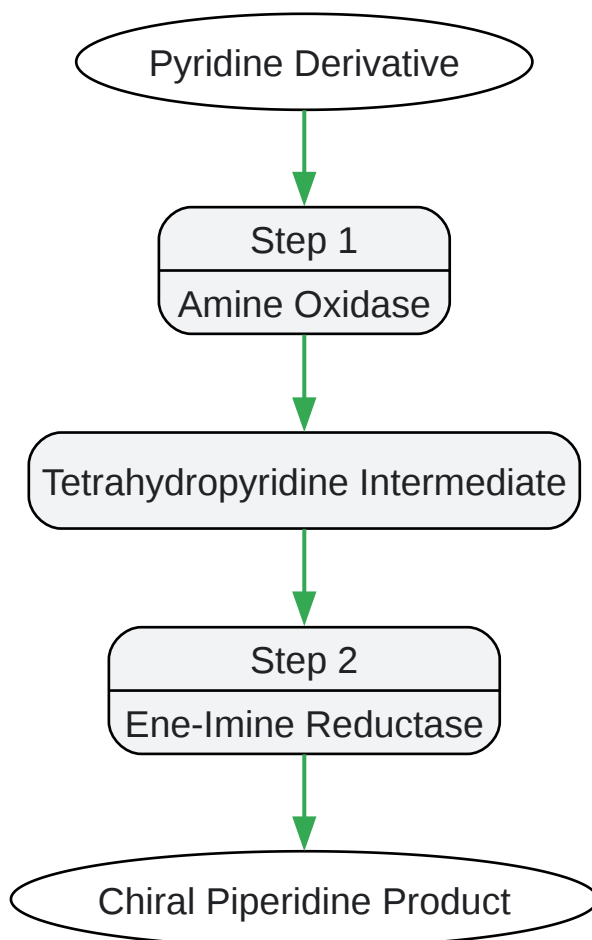 Pyridine Derivative
Step 1
Amine Oxidase
Tetrahydropyridine Intermediate
Step 2
Ene-Imine Reductase
Chiral Piperidine Product